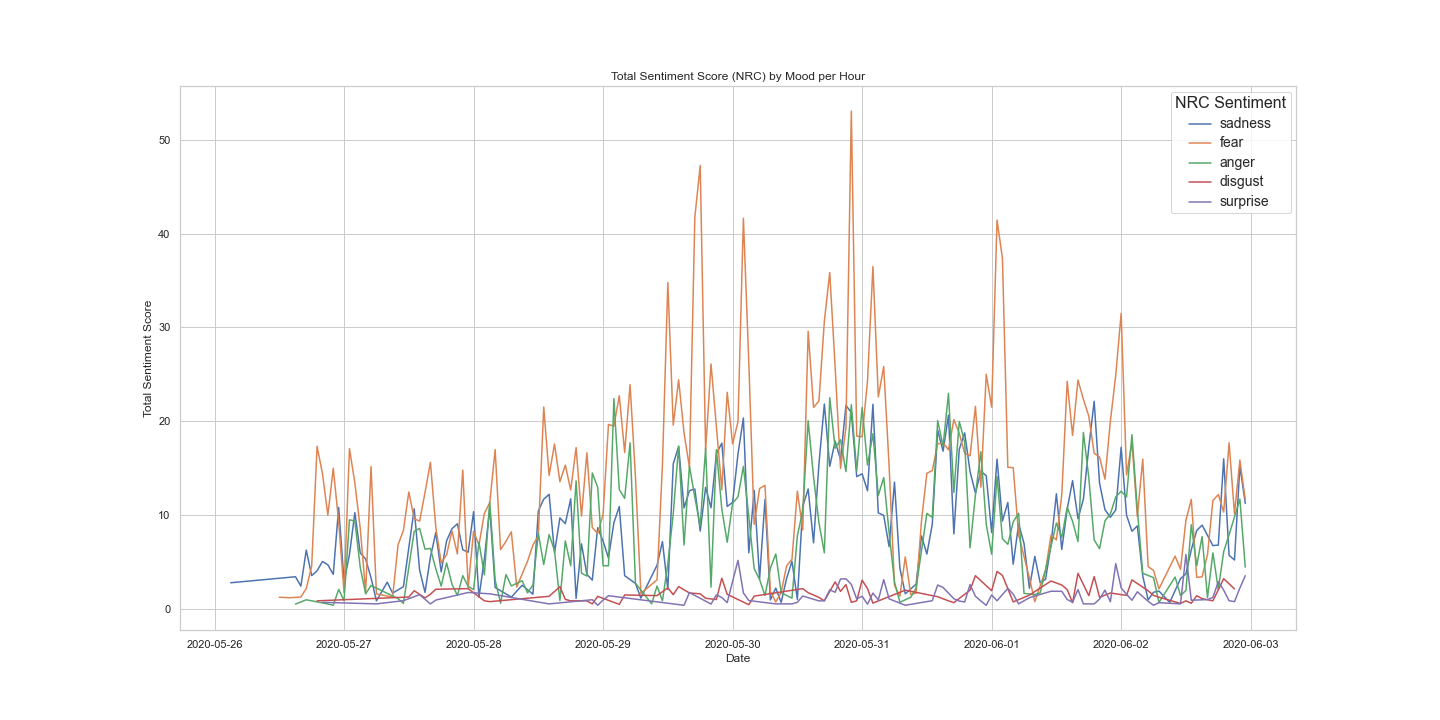 Total Sentiment Score (NRC) by Mood per Hour
NRC Sentiment
sadness
fear
anger
disgust
surprise
Total Sentiment Score
50
40
30
20
10
0
2020-05-26
2020-05-27
2020-05-28
2020-05-29
2020-05-30
2020-05-31
2020-06-01
2020-06-02
2020-06-03
Date